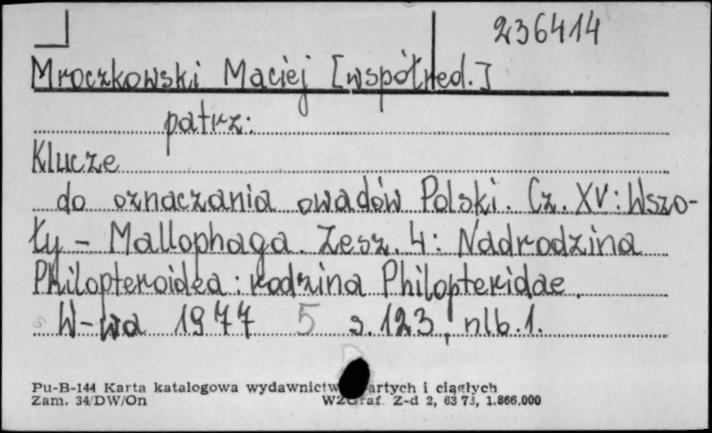 236414
Mroczkowski Maciej [współred.]
patrz:
Klucze
do oznaczania owadów Polski. Cz. XV: Wszo-
ły - Mallophaga. Zesz. 4: Nadrodzina
Philopteroidea: rodzina Philopteridae.
W-wa 1977 5 s. 123, nlb. 1.
Pu-B-144 Karta katalogowa wydawnictw artych i ciągłych
Zam. 34/DW/On WZGraf. Z-d 2, 63 73, 1.866.000